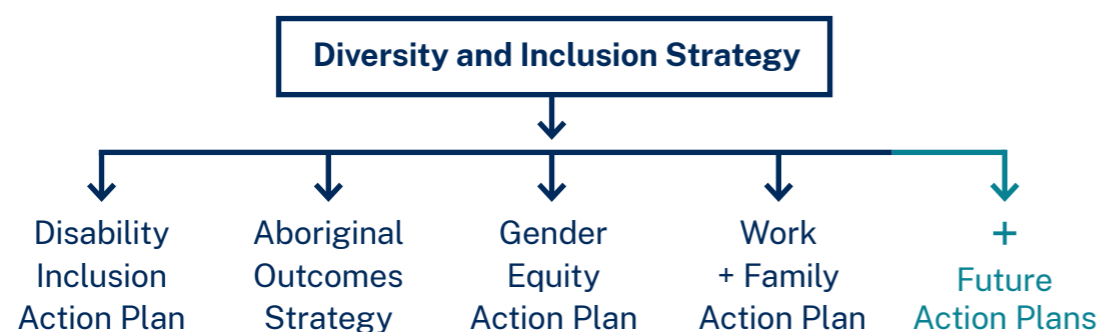 Diversity and Inclusion Strategy
Disability
Inclusion
Action Plan
Aboriginal
Outcomes
Strategy
Gender
Equity
Action Plan
Work
+ Family
Action Plan
+
Future
Action Plans